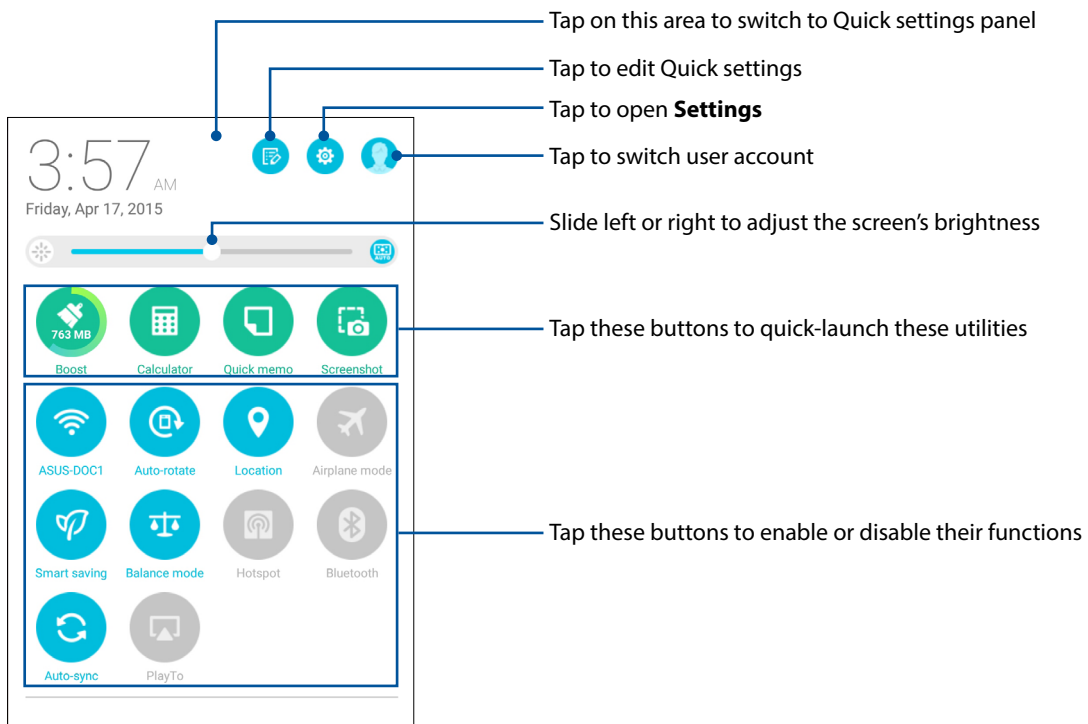 Tap on this area to switch to Quick settings panel
Tap to edit Quick settings
Tap to open Settings
Tap to switch user account
Slide left or right to adjust the screen's brightness
Tap these buttons to quick-launch these utilities
Tap these buttons to enable or disable their functions
3:57 AM
Friday, Apr 17, 2015
AUTO
763 MB
Boost Calculator Quick memo Screenshot
ASUS-DOC1 Auto-rotate Location Airplane mode
Smart saving Balance mode Hotspot Bluetooth
Auto-sync PlayTo